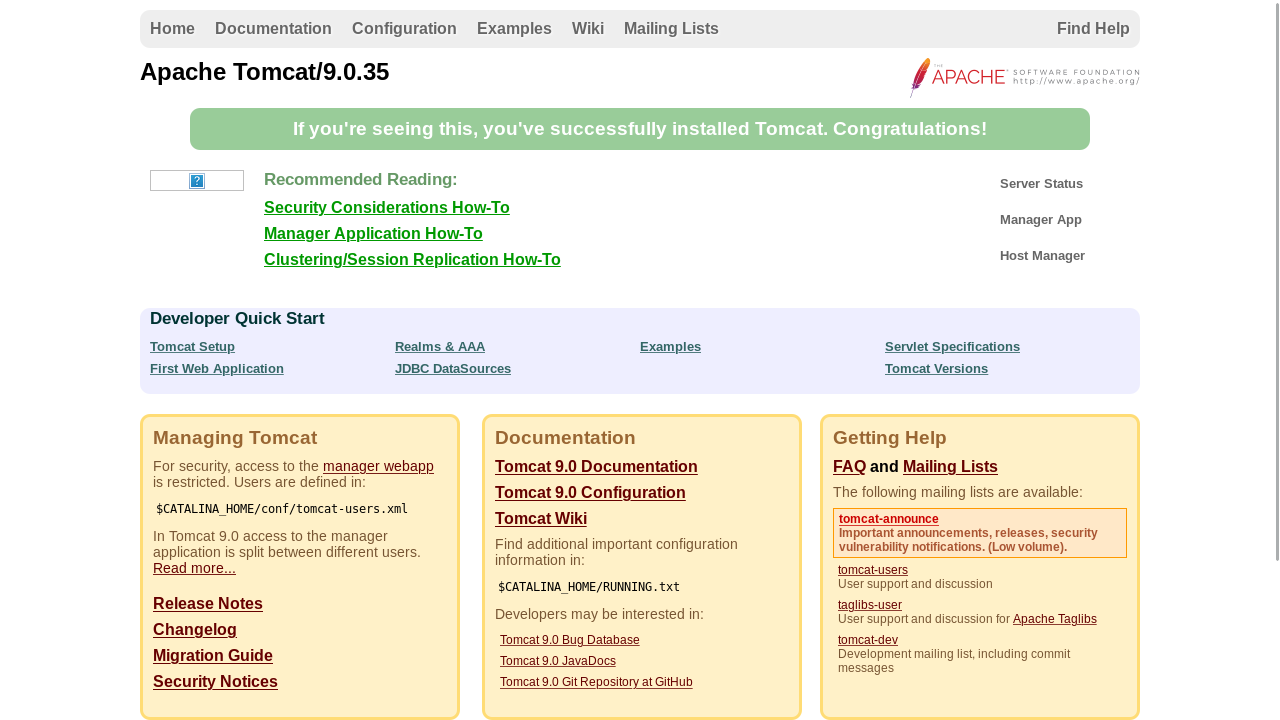 Home Documentation Configuration Examples Wiki Mailing Lists Find Help
Apache Tomcat/9.0.35
THE
APACHE
SOFTWARE FOUNDATION
http://www.apache.org/
If you're seeing this, you've successfully installed Tomcat. Congratulations!
Recommended Reading:
Security Considerations How-To
Manager Application How-To
Clustering/Session Replication How-To
Server Status
Manager App
Host Manager
Developer Quick Start
Tomcat Setup
First Web Application
Realms & AAA
JDBC DataSources
Examples
Servlet Specifications
Tomcat Versions
Managing Tomcat
For security, access to the manager webapp
is restricted. Users are defined in:
$CATALINA_HOME/conf/tomcat-users.xml
In Tomcat 9.0 access to the manager
application is split between different users.
Read more...
Release Notes
Changelog
Migration Guide
Security Notices
Documentation
Tomcat 9.0 Documentation
Tomcat 9.0 Configuration
Tomcat Wiki
Find additional important configuration
information in:
$CATALINA_HOME/RUNNING.txt
Developers may be interested in:
Tomcat 9.0 Bug Database
Tomcat 9.0 JavaDocs
Tomcat 9.0 Git Repository at GitHub
Getting Help
FAQ and Mailing Lists
The following mailing lists are available:
tomcat-announce
Important announcements, releases, security
vulnerability notifications. (Low volume).
tomcat-users
User support and discussion
taglibs-user
User support and discussion for Apache Taglibs
tomcat-dev
Development mailing list, including commit
messages